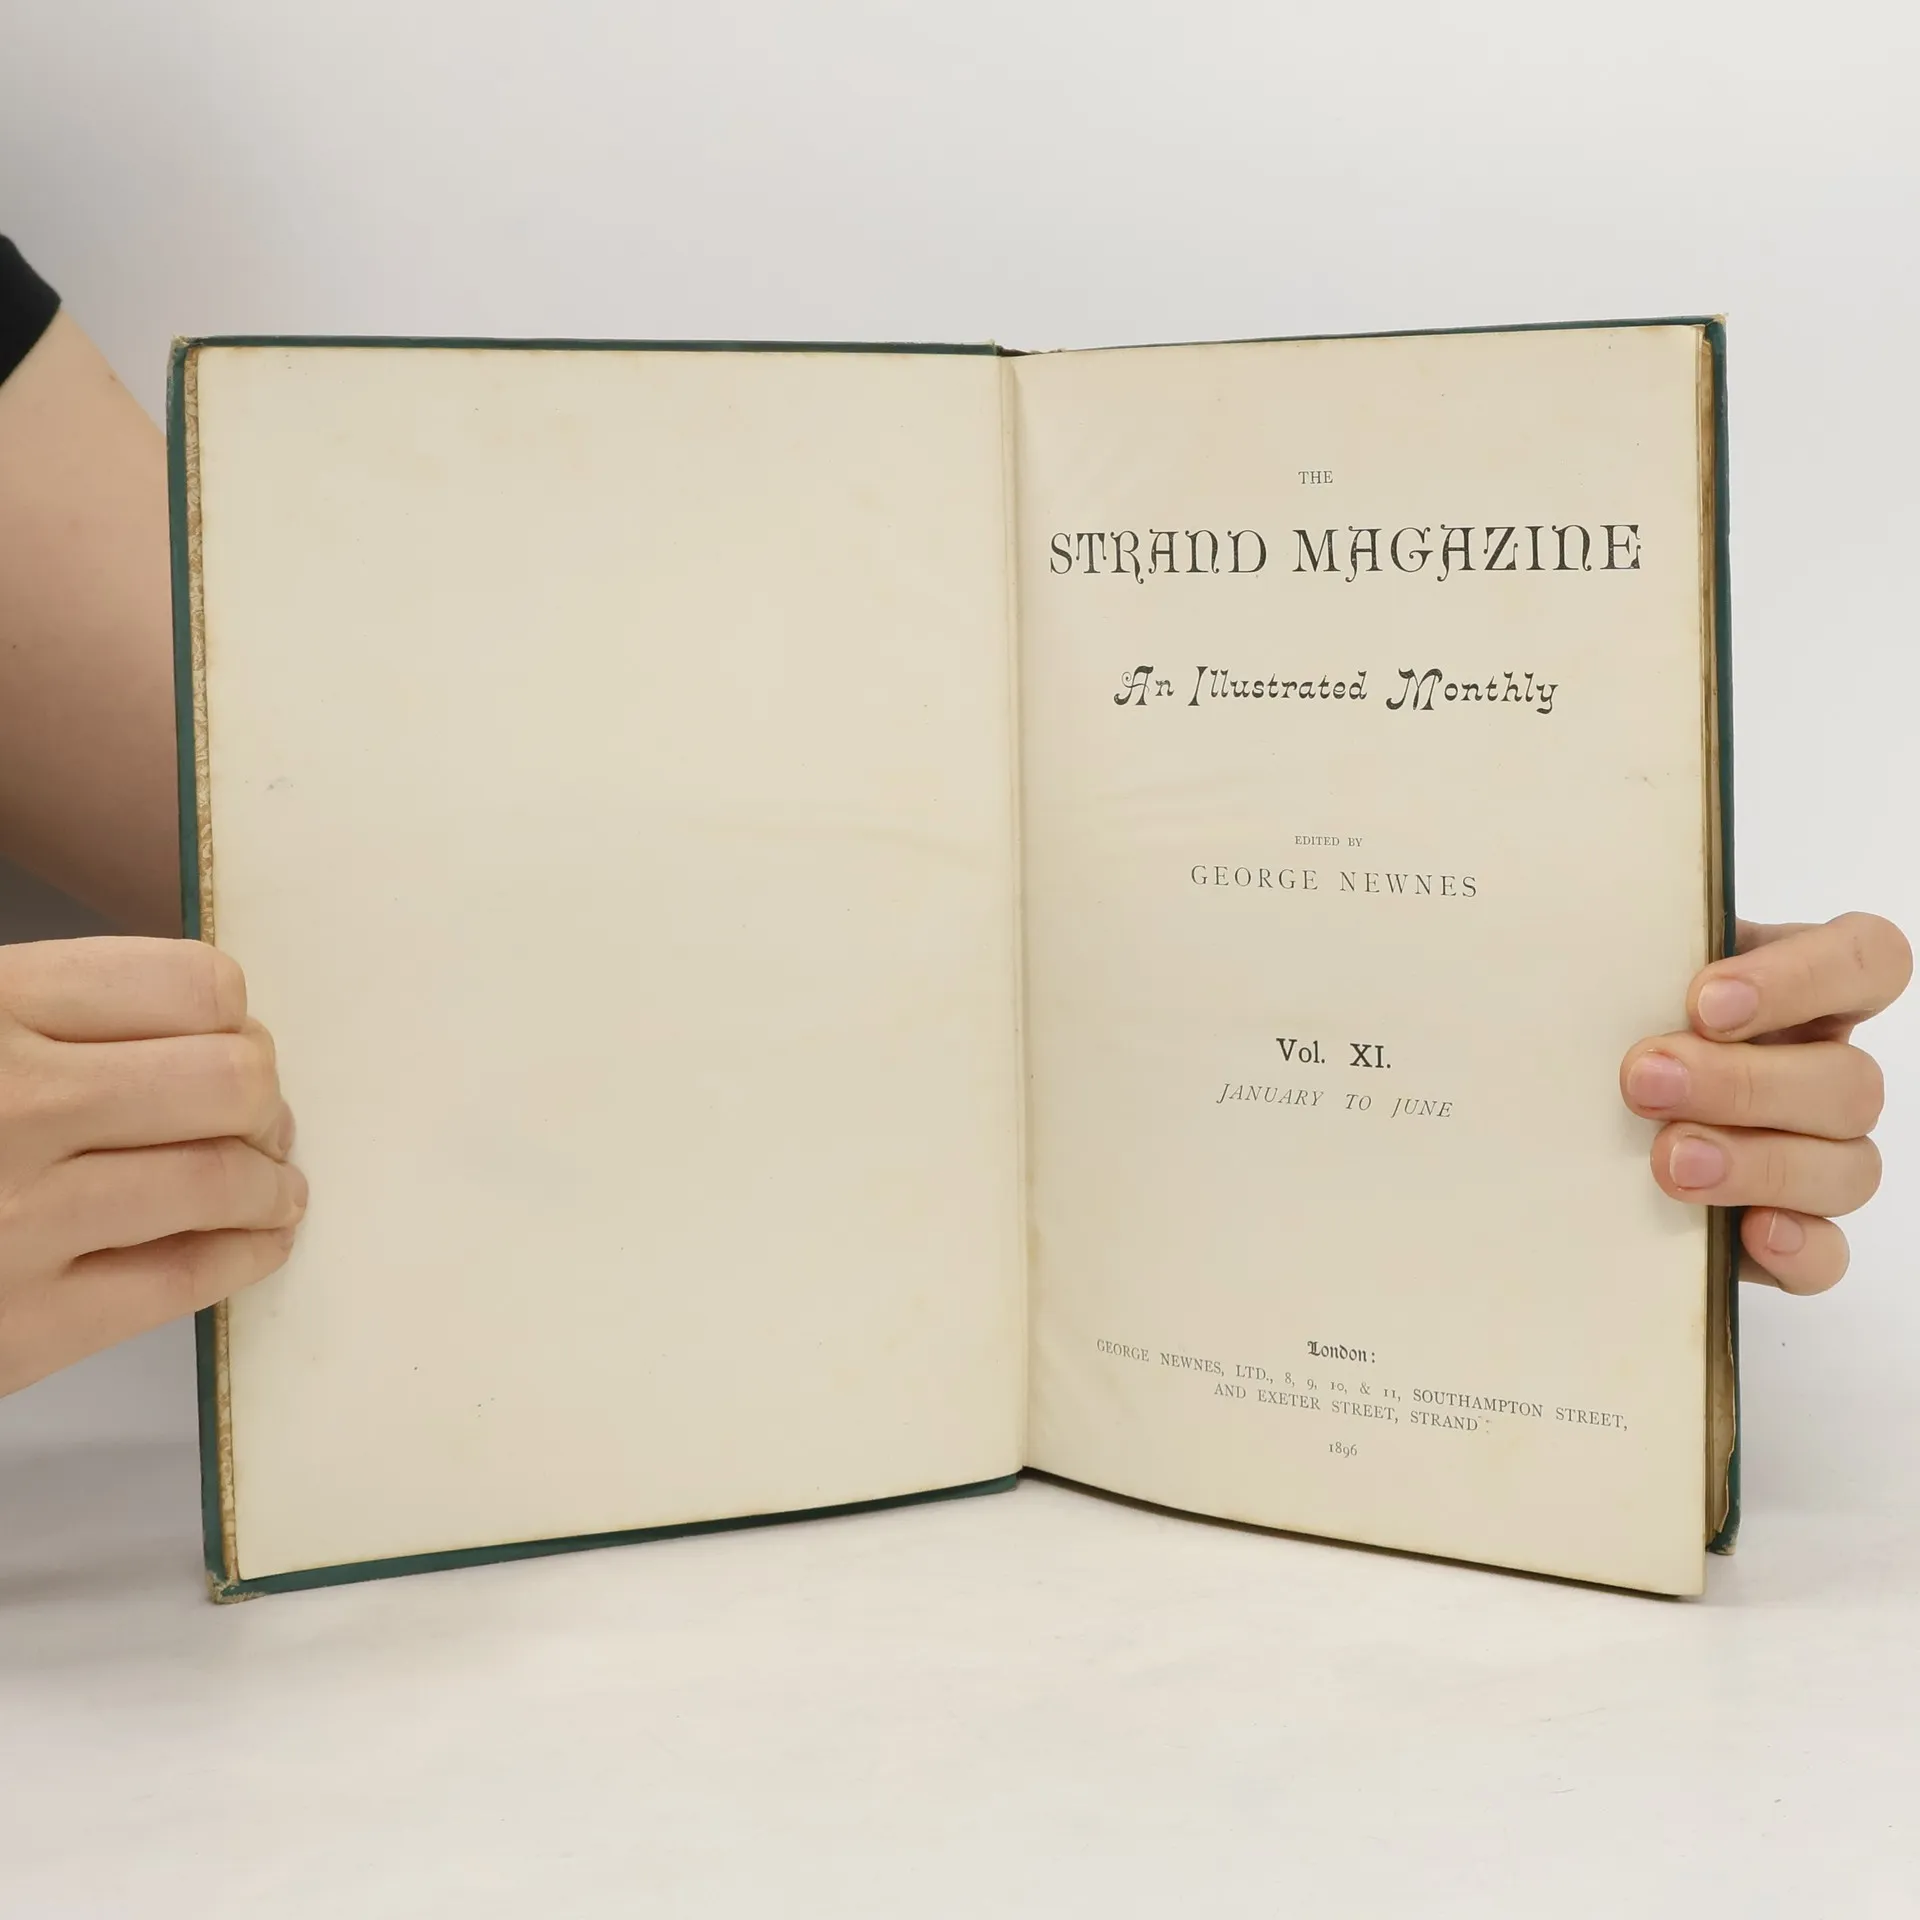 THE
STRAND MAGAZINE
An Illustrated Monthly
EDITED BY
GEORGE NEWNES
Vol. XI.
JANUARY TO JUNE
London:
GEORGE NEWNES, LTD., 8, 9, 10, & 11, SOUTHAMPTON STREET,
AND EXETER STREET, STRAND
1896